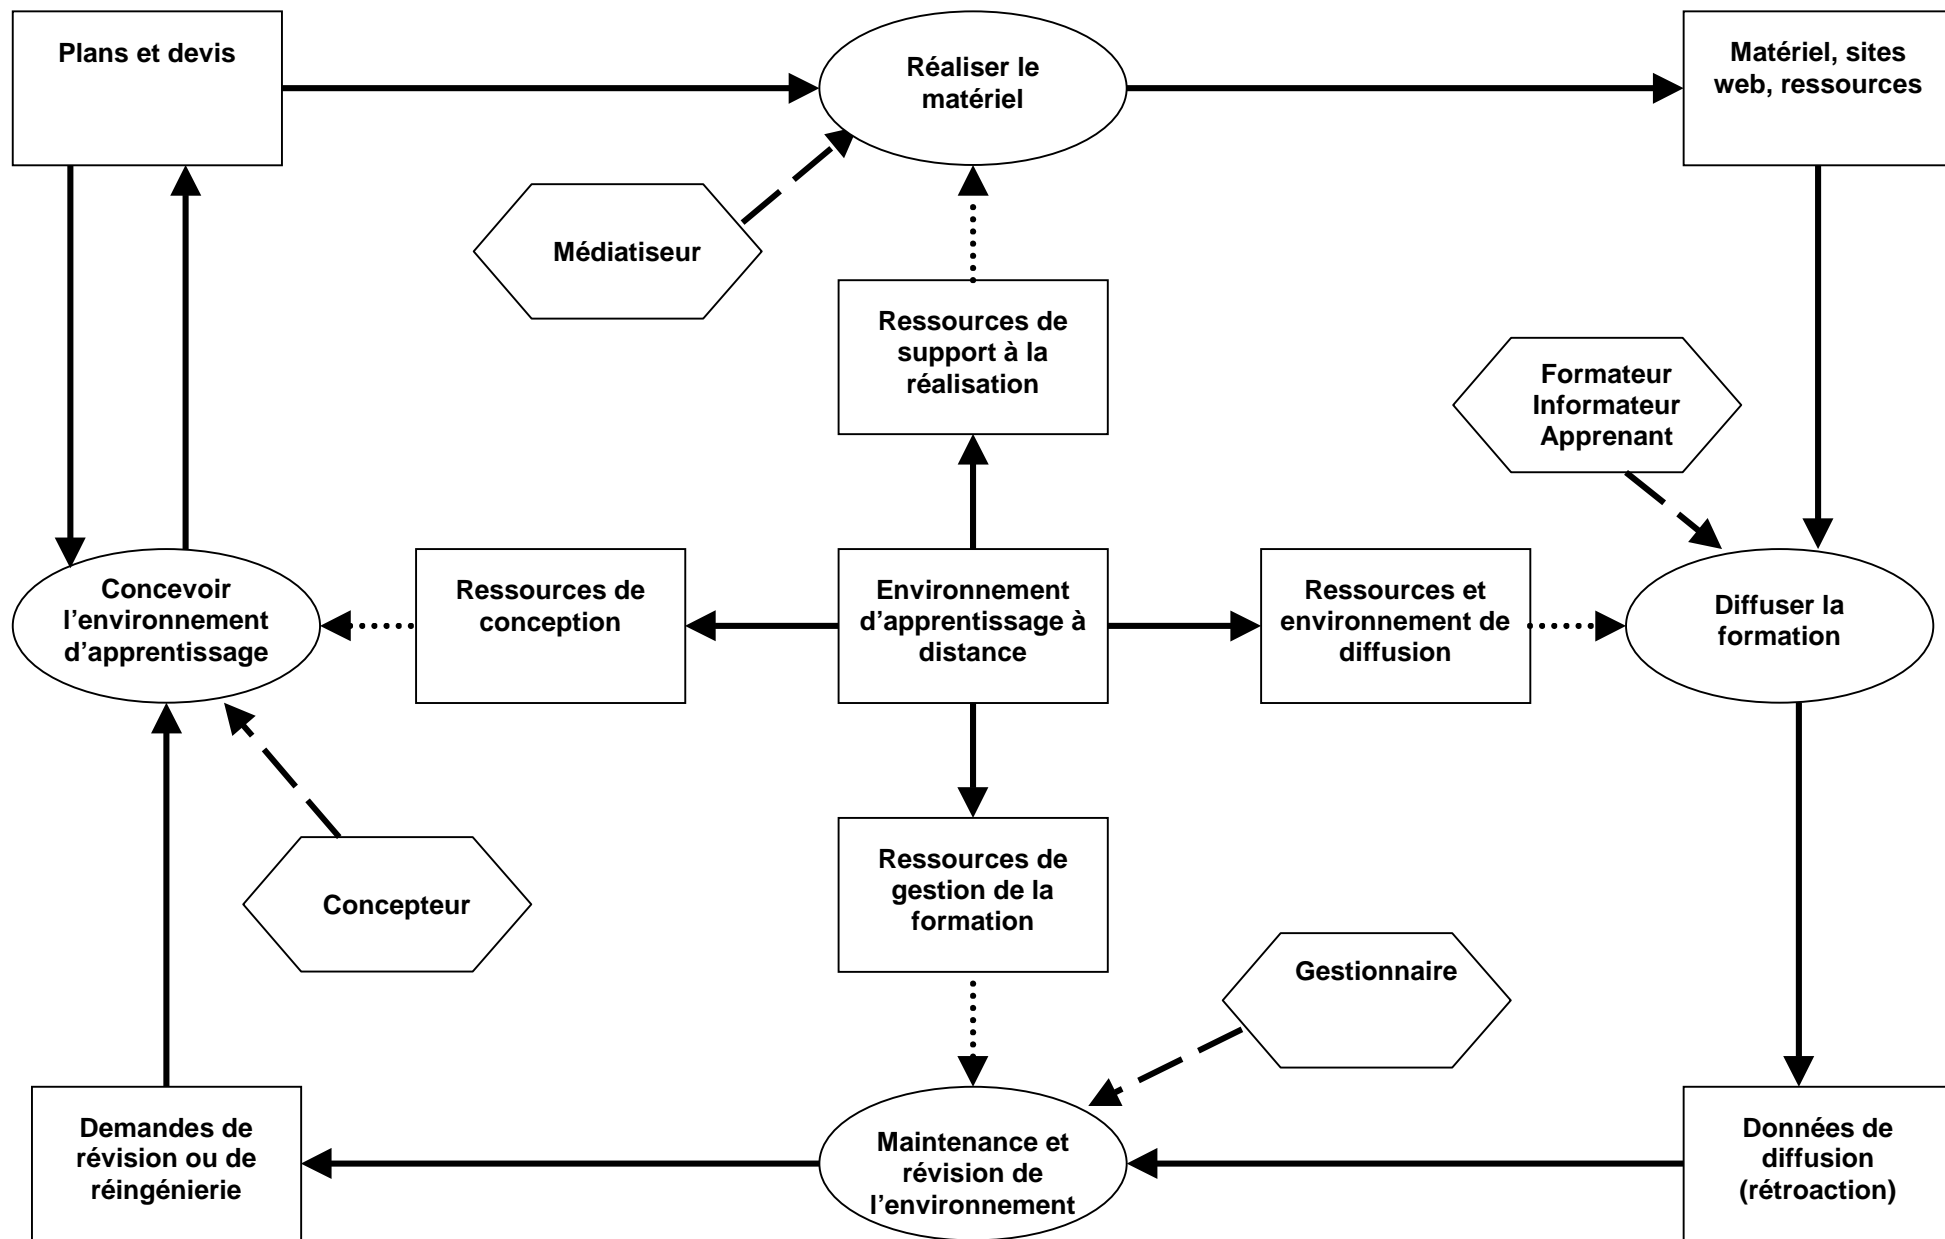 Plans et devis
Réaliser le
matériel
Matériel, sites
web, ressources
Médiatiseur
Ressources de
support à la
réalisation
Formateur
Informateur
Apprenant
Concevoir
l’environnement
d’apprentissage
Ressources de
conception
Environnement
d’apprentissage à
distance
Ressources et
environnement de
diffusion
Diffuser la
formation
Concepteur
Ressources de
gestion de la
formation
Gestionnaire
Demandes de
révision ou de
réingénierie
Maintenance et
révision de
l’environnement
Données de
diffusion
(rétroaction)